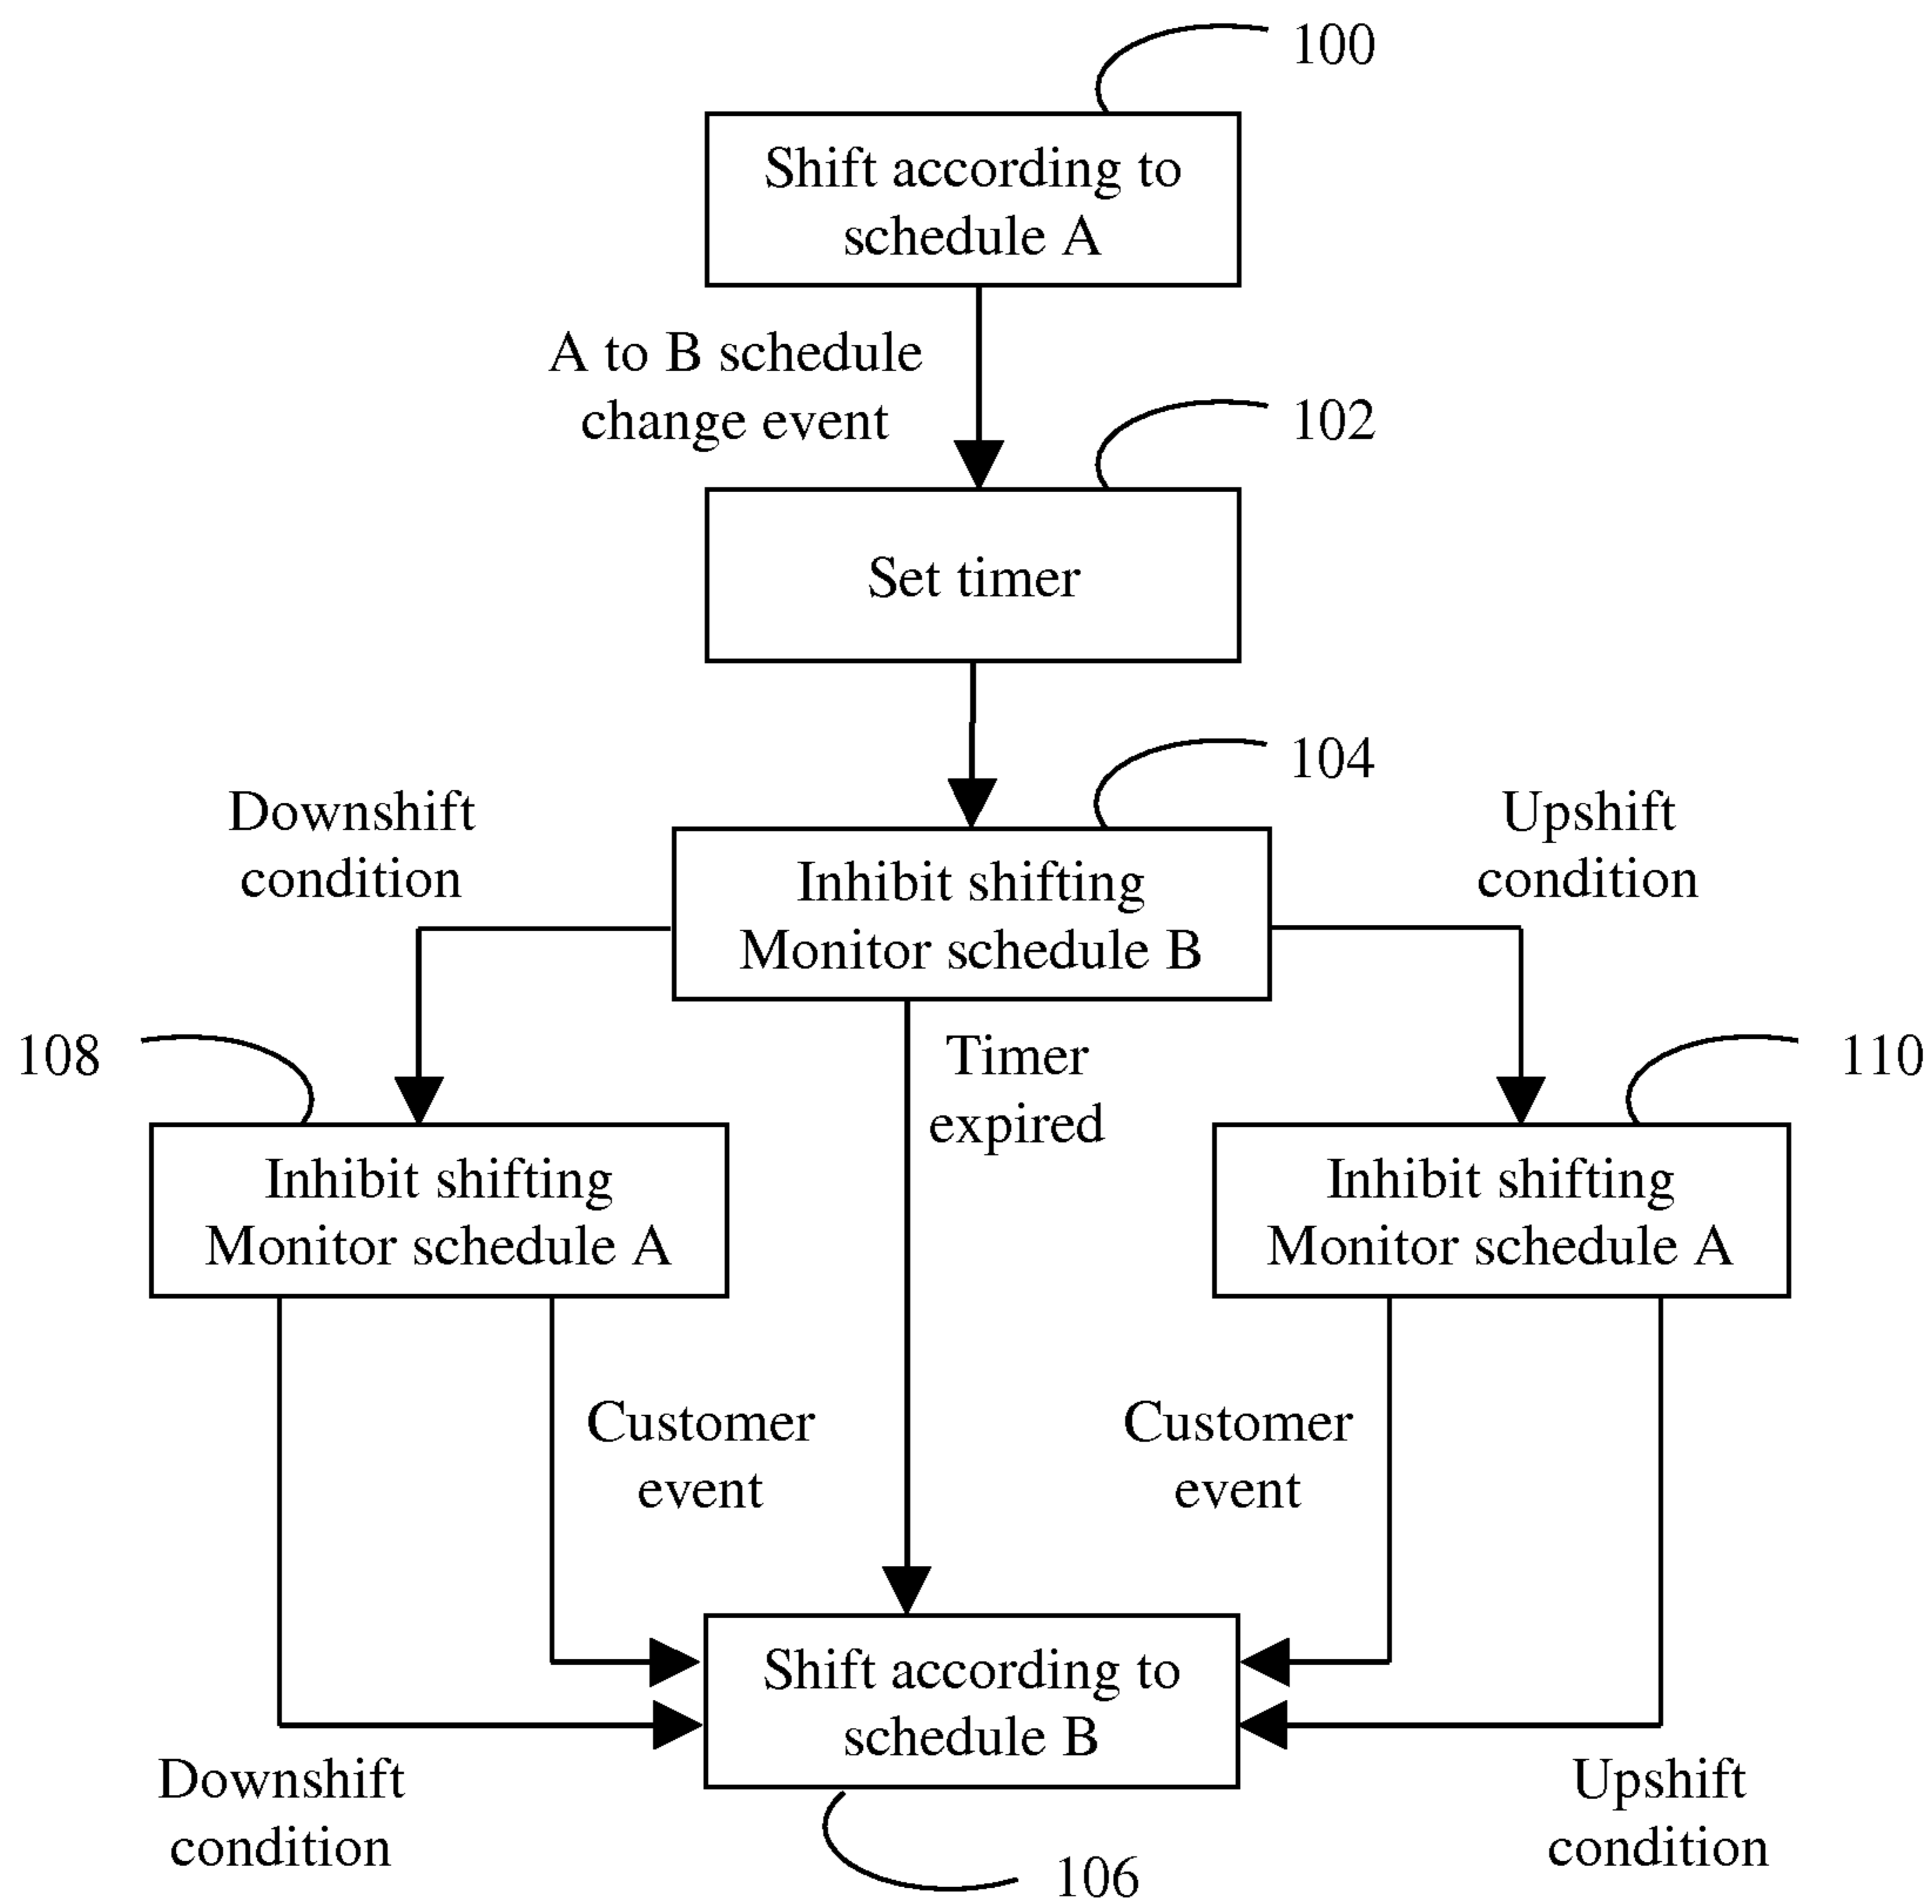 100
Shift according to
schedule A
A to B schedule
change event
102
Set timer
104
Downshift
condition
Upshift
condition
Inhibit shifting
Monitor schedule B
108
Timer
expired
110
Inhibit shifting
Monitor schedule A
Inhibit shifting
Monitor schedule A
Customer
event
Customer
event
Shift according to
schedule B
Downshift
condition
Upshift
condition
106